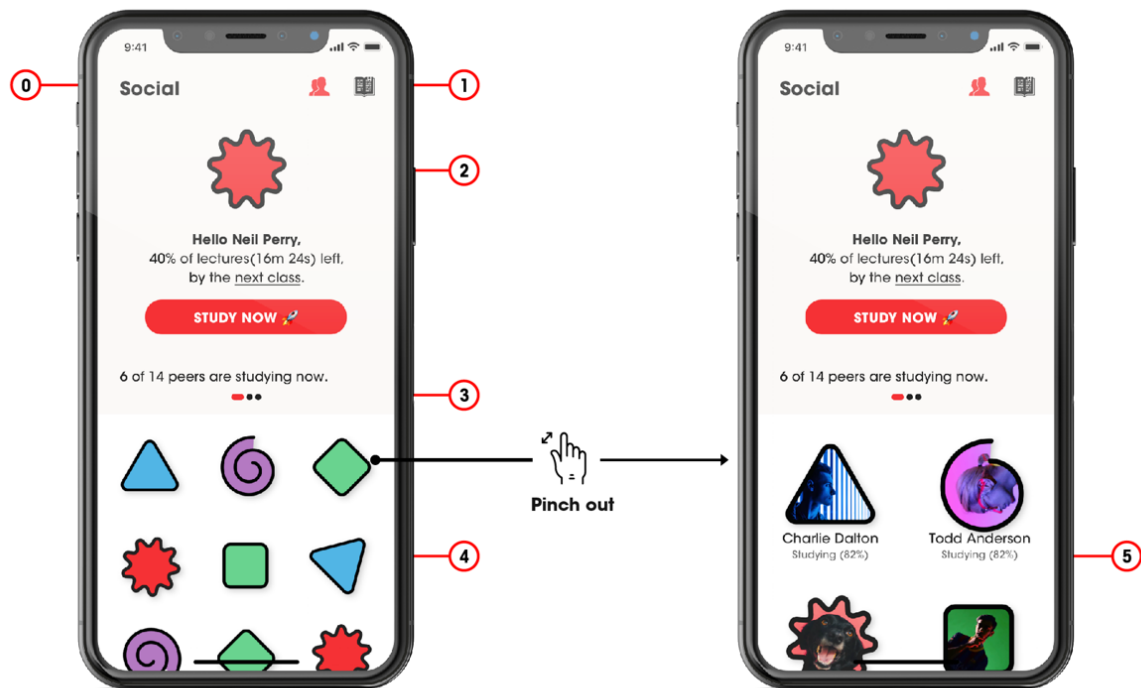 9:41
0
Social
1
2
Hello Neil Perry,
40% of lectures(16m 24s) left,
by the next class.
STUDY NOW 🚀
6 of 14 peers are studying now.
3
4
Pinch out
9:41
Social
Hello Neil Perry,
40% of lectures(16m 24s) left,
by the next class.
STUDY NOW 🚀
6 of 14 peers are studying now.
Charlie Dalton
Studying (82%)
Todd Anderson
Studying (82%)
5